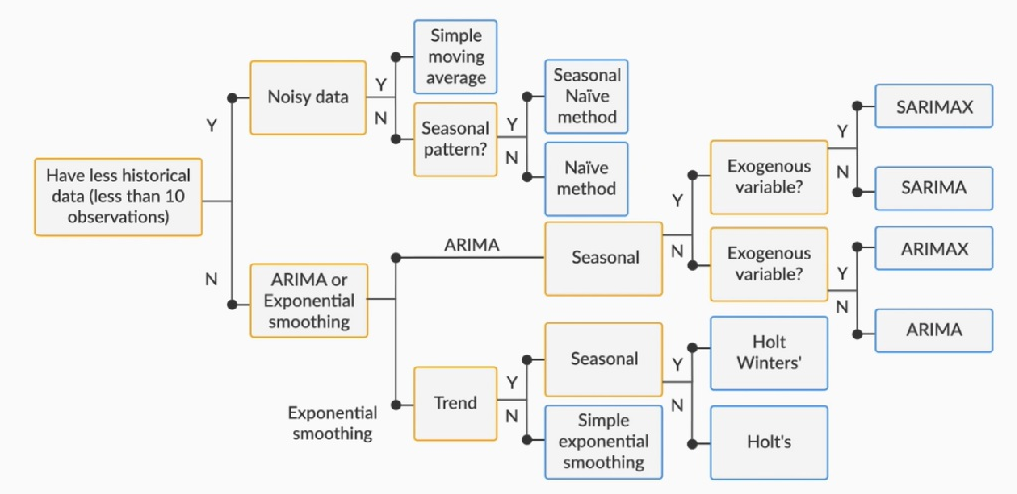 Simple
moving
average
Noisy data
Y
N
Y
Seasonal
pattern?
Y
N
Seasonal
Naïve
method
Naïve
method
Have less historical
data (less than 10
observations)
N
ARIMA or
Exponential
smoothing
ARIMA
Seasonal
Y
N
Exogenous
variable?
Y
N
SARIMAX
SARIMA
Exogenous
variable?
Y
N
ARIMAX
ARIMA
Exponential
smoothing
Trend
Y
N
Seasonal
Y
N
Holt
Winters'
Holt's
Simple
exponential
smoothing